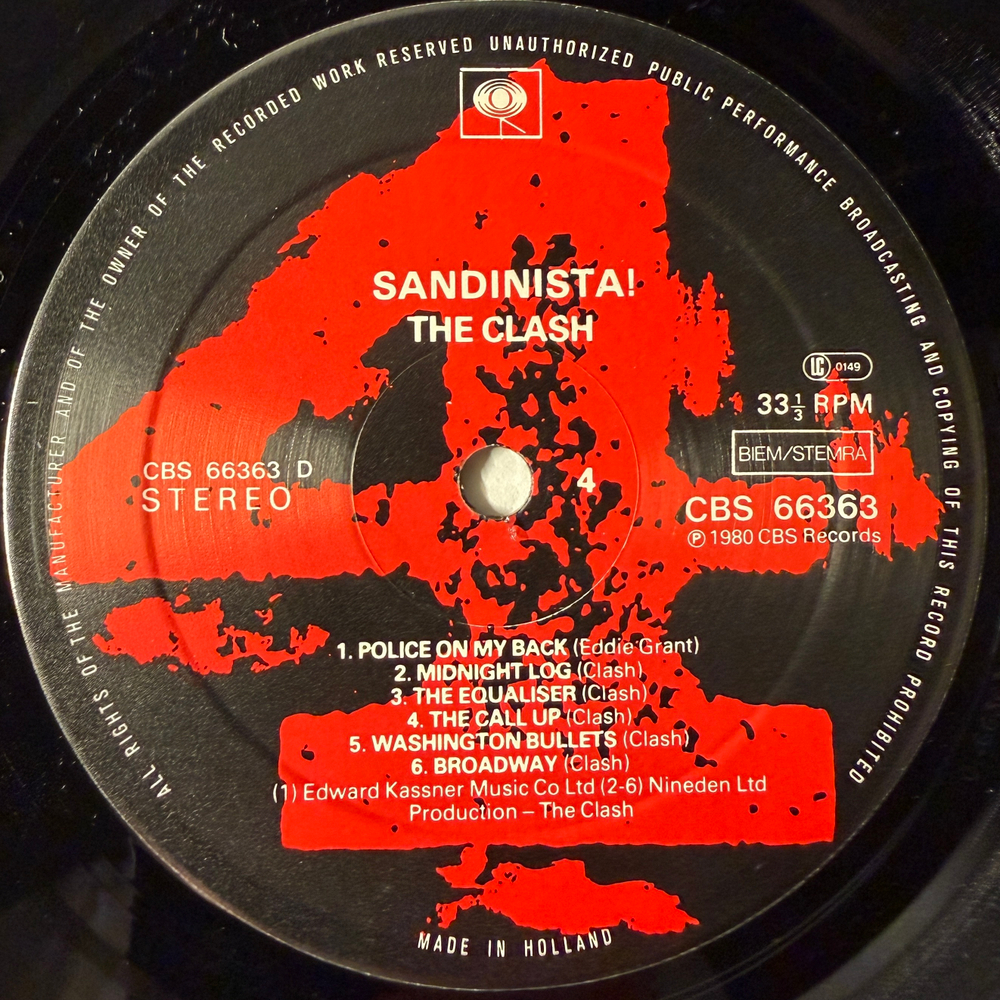 ALL RIGHTS OF THE MANUFACTURER AND OF THE OWNER OF THE RECORDED WORK RESERVED UNAUTHORIZED PUBLIC PERFORMANCE BROADCASTING AND COPYING OF THIS RECORD PROHIBITED
SANDINISTA!
THE CLASH
LC 0149
33 1/3 RPM
BIEM/STEMRA
CBS 66363 D
STEREO
4
CBS 66363
℗ 1980 CBS Records
1. POLICE ON MY BACK (Eddie Grant)
2. MIDNIGHT LOG (Clash)
3. THE EQUALISER (Clash)
4. THE CALL UP (Clash)
5. WASHINGTON BULLETS (Clash)
6. BROADWAY (Clash)
(1) Edward Kassner Music Co Ltd (2-6) Nineden Ltd
Production – The Clash
MADE IN HOLLAND